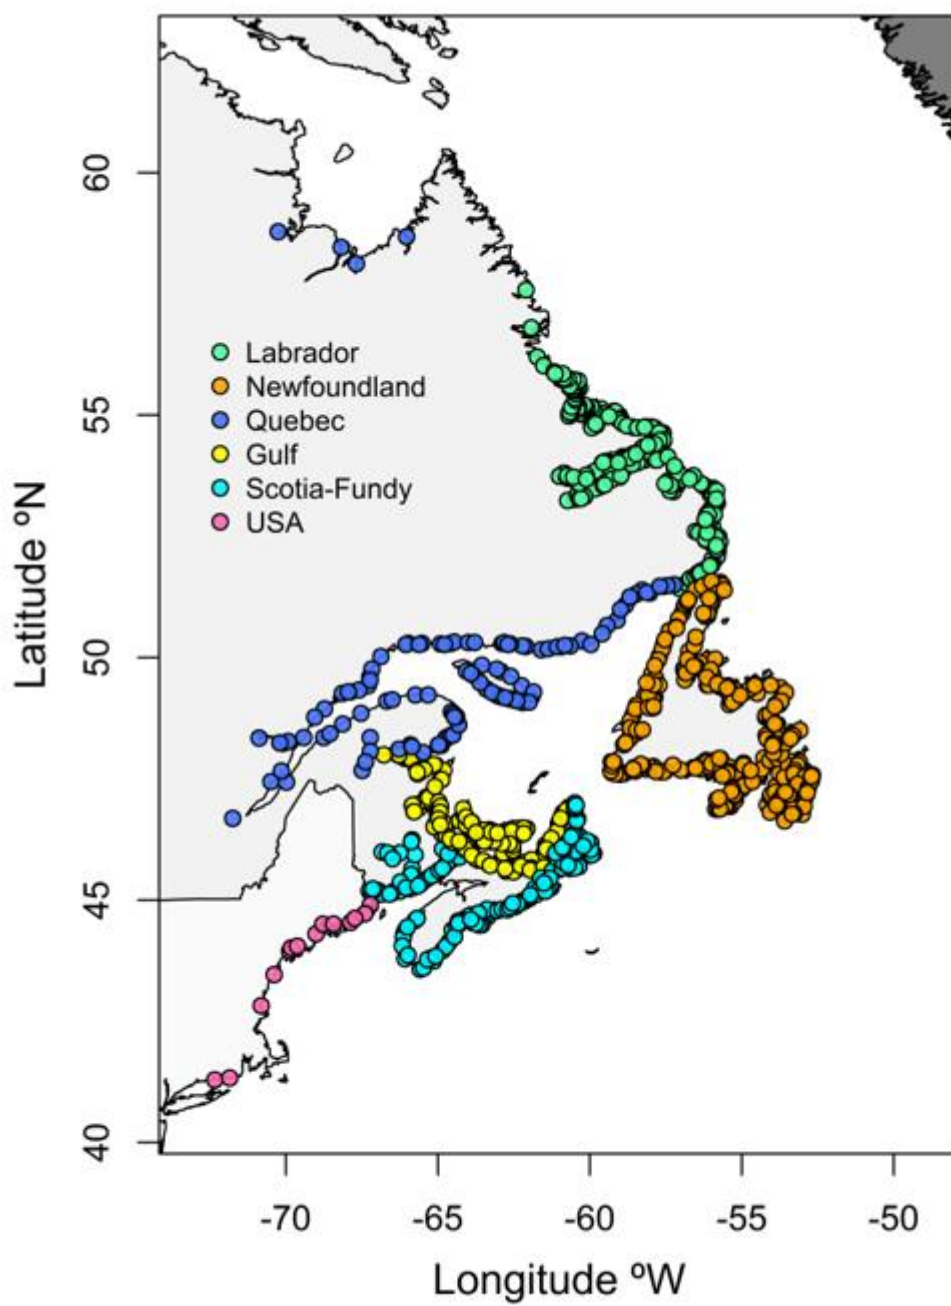 60
55
50
45
40
Latitude ºN
Labrador
Newfoundland
Quebec
Gulf
Scotia-Fundy
USA
-70
-65
-60
-55
-50
Longitude ºW